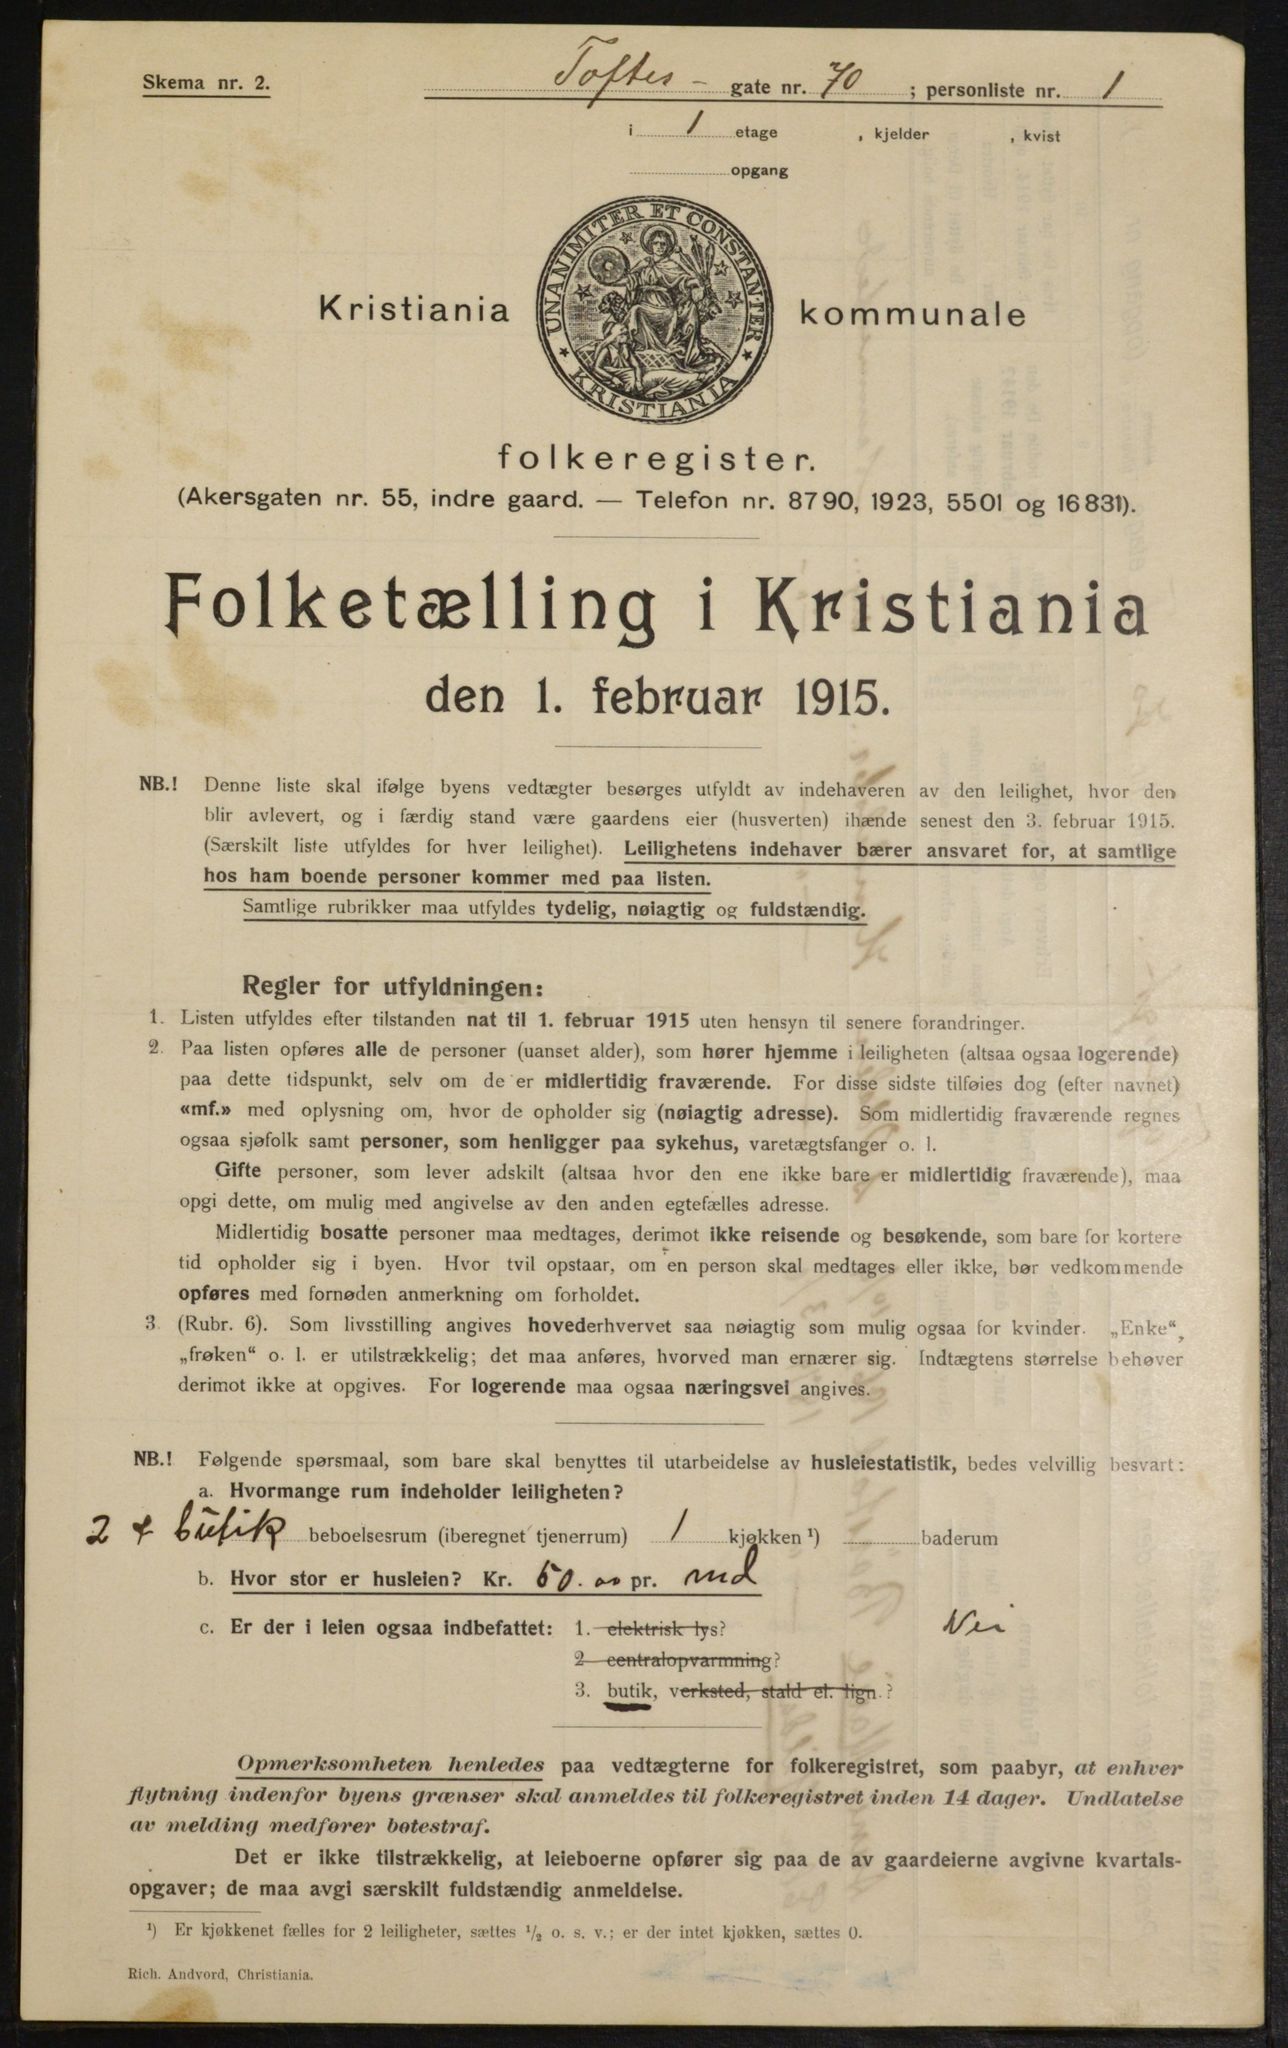 Skema nr. 2.
Toftes - gate nr. 70 ; personliste nr. 1
i 1 etage , kjelder , kvist
opgang
UNANIMITER ET CONSTANTER
KRISTIANIA
Kristiania kommunale
folkeregister.
(Akersgaten nr. 55, indre gaard. — Telefon nr. 8790, 1923, 5501 og 16831).
Folketælling i Kristiania
den 1. februar 1915.
NB.! Denne liste skal ifølge byens vedtægter besørges utfyldt av indehaveren av den leilighet, hvor den
blir avlevert, og i færdig stand være gaardens eier (husverten) ihænde senest den 3. februar 1915.
(Særskilt liste utfyldes for hver leilighet). Leilighetens indehaver bærer ansvaret for, at samtlige
hos ham boende personer kommer med paa listen.
Samtlige rubrikker maa utfyldes tydelig, nøiagtig og fuldstændig.
Regler for utfyldningen:
1. Listen utfyldes efter tilstanden nat til 1. februar 1915 uten hensyn til senere forandringer.
2. Paa listen opføres alle de personer (uanset alder), som hører hjemme i leiligheten (altsaa ogsaa logerende)
paa dette tidspunkt, selv om de er midlertidig fraværende. For disse sidste tilføies dog (efter navnet)
«mf.» med oplysning om, hvor de opholder sig (nøiagtig adresse). Som midlertidig fraværende regnes
ogsaa sjøfolk samt personer, som henligger paa sykehus, varetægtsfanger o. l.
Gifte personer, som lever adskilt (altsaa hvor den ene ikke bare er midlertidig fraværende), maa
opgi dette, om mulig med angivelse av den anden egtefælles adresse.
Midlertidig bosatte personer maa medtages, derimot ikke reisende og besøkende, som bare for kortere
tid opholder sig i byen. Hvor tvil opstaar, om en person skal medtages eller ikke, bør vedkommende
opføres med fornøden anmerkning om forholdet.
3. (Rubr. 6). Som livsstilling angives hovederhvervet saa nøiagtig som mulig ogsaa for kvinder. „Enke“,
„frøken“ o. l. er utilstrækkelig; det maa anføres, hvorved man ernærer sig. Indtægtens størrelse behøver
derimot ikke at opgives. For logerende maa ogsaa næringsvei angives.
NB.! Følgende spørsmaal, som bare skal benyttes til utarbeidelse av husleiestatistik, bedes velvillig besvart:
a. Hvormange rum indeholder leiligheten?
2 + butik beboelsesrum (iberegnet tjenerrum) 1 kjøkken ¹) baderum
b. Hvor stor er husleien? Kr. 50.00 pr. md
c. Er der i leien ogsaa indbefattet: 1. elektrisk lys? Nei
2 centralopvarmning?
3. butik, verksted, stald el. lign.?
Opmerksomheten henledes paa vedtægterne for folkeregistret, som paabyr, at enhver
flytning indenfor byens grænser skal anmeldes til folkeregistret inden 14 dager. Undlatelse
av melding medfører bøtestraf.
Det er ikke tilstrækkelig, at leieboerne opfører sig paa de av gaardeierne avgivne kvartals-
opgaver; de maa avgi særskilt fuldstændig anmeldelse.
¹) Er kjøkkenet fælles for 2 leiligheter, sættes ½ o. s. v.; er der intet kjøkken, sættes 0.
Rich. Andvord, Christiania.